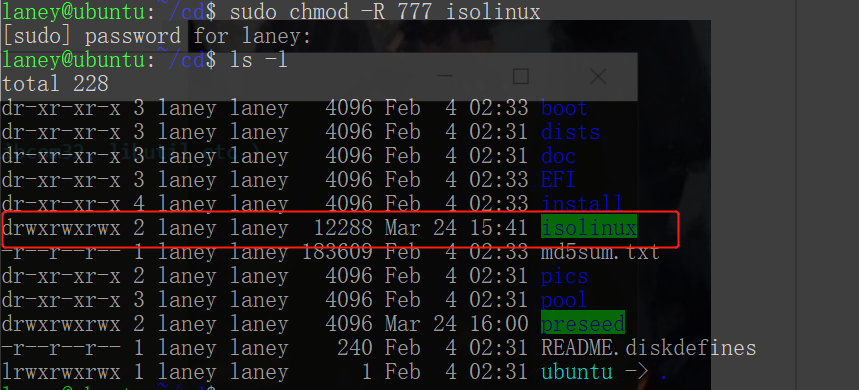 laney@ubuntu:~/cd$ sudo chmod -R 777 isolinux
[sudo] password for laney:
laney@ubuntu:~/cd$ ls -l
total 228
dr-xr-xr-x 3 laney laney 4096 Feb 4 02:33 boot
dr-xr-xr-x 3 laney laney 4096 Feb 4 02:31 dists
dr-xr-xr-x 3 laney laney 4096 Feb 4 02:31 doc
dr-xr-xr-x 3 laney laney 4096 Feb 4 02:33 EFI
dr-xr-xr-x 4 laney laney 4096 Feb 4 02:33 install
drwxrwxrwx 2 laney laney 12288 Mar 24 15:41 isolinux
-r--r--r-- 1 laney laney 183609 Feb 4 02:33 md5sum.txt
dr-xr-xr-x 2 laney laney 4096 Feb 4 02:31 pics
dr-xr-xr-x 3 laney laney 4096 Feb 4 02:31 pool
drwxrwxrwx 2 laney laney 4096 Mar 24 16:00 preseed
-r--r--r-- 1 laney laney 240 Feb 4 02:31 README.diskdefines
lrwxrwxrwx 1 laney laney 1 Feb 4 02:31 ubuntu -> .